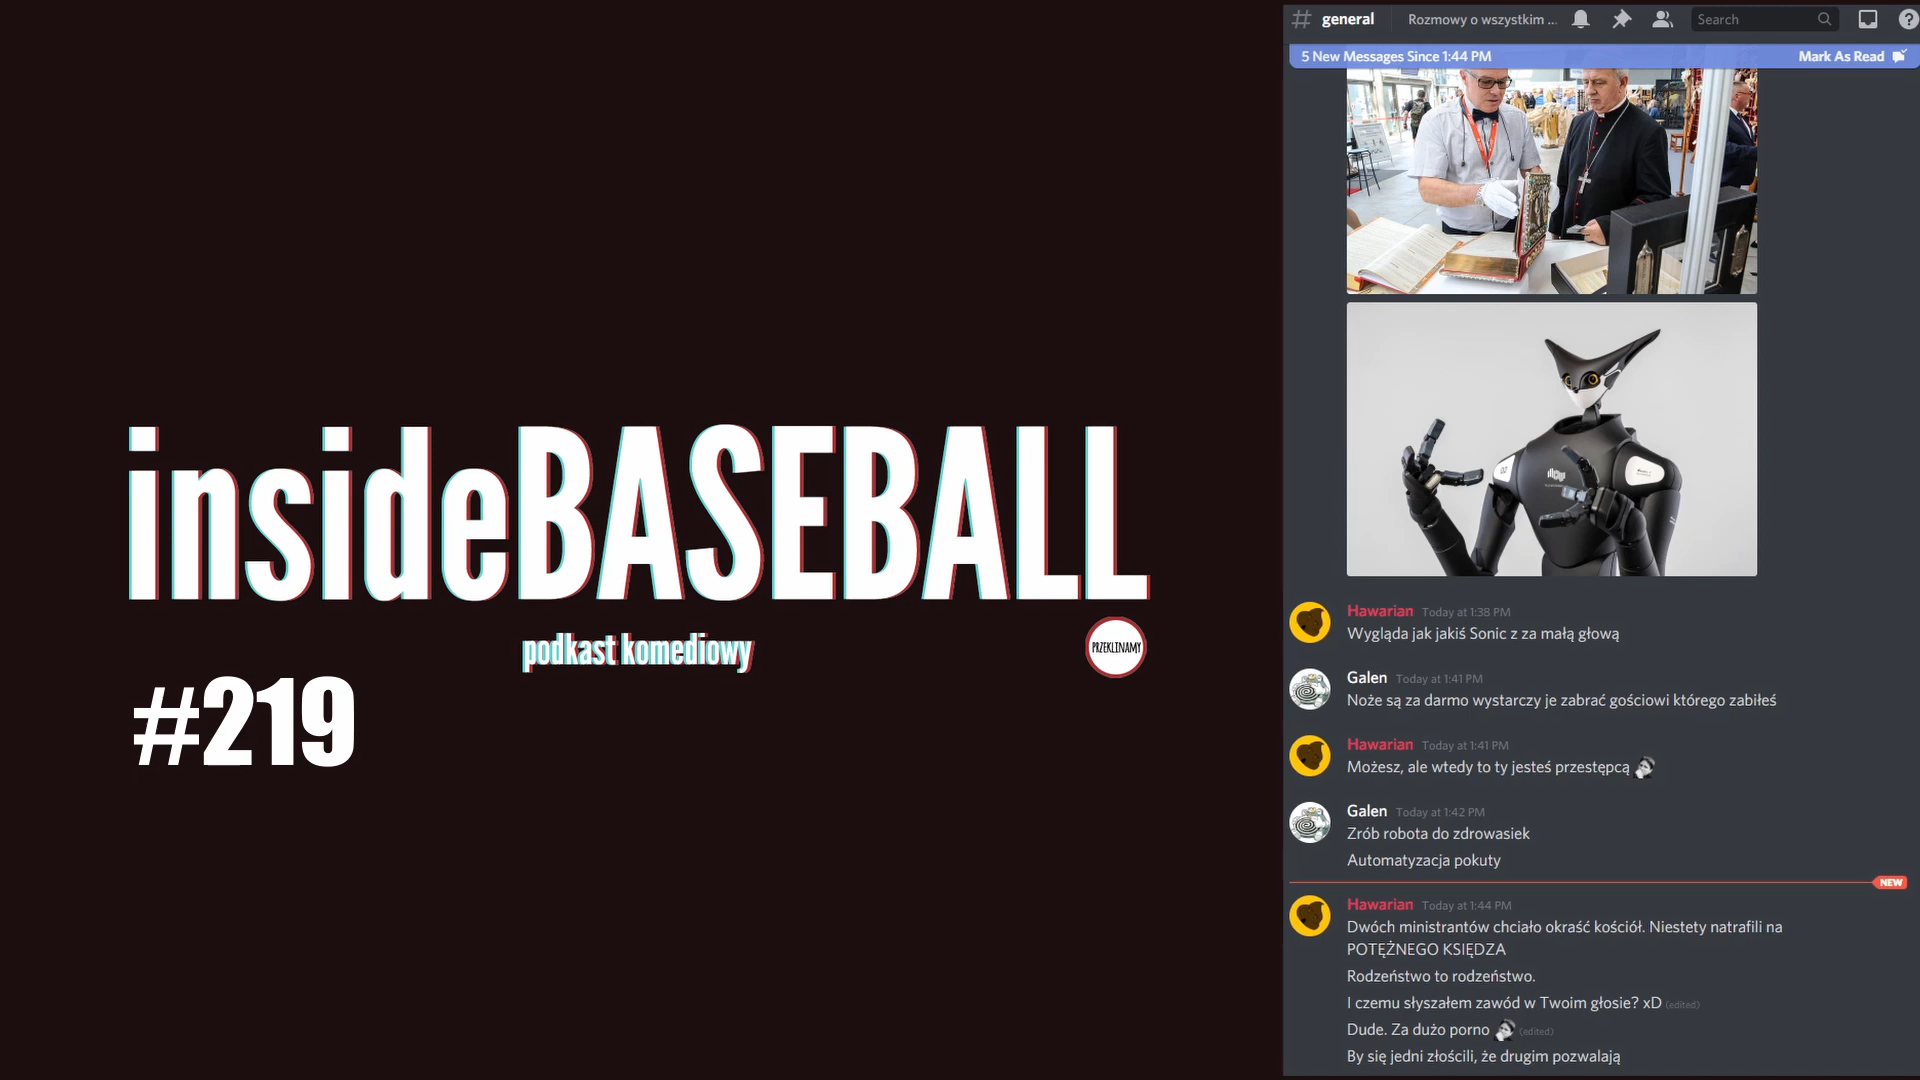 insideBASEBALL
podkast komediowy
PRZEKLINAMY
#219
# general
Rozmowy o wszystkim ...
Search
5 New Messages Since 1:44 PM
Mark As Read
Hawarian Today at 1:38 PM
Wygląda jak jakiś Sonic z za małą głową
Galen Today at 1:41 PM
Noże są za darmo wystarczy je zabrać gościowi którego zabiłeś
Hawarian Today at 1:41 PM
Możesz, ale wtedy to ty jesteś przestępcą
Galen Today at 1:42 PM
Zrób robota do zdrowasiek
Automatyzacja pokuty
NEW
Hawarian Today at 1:44 PM
Dwóch ministrantów chciało okraść kościół. Niestety natrafili na
POTĘŻNEGO KSIĘDZA
Rodzeństwo to rodzeństwo.
I czemu słyszałem zawód w Twoim głosie? xD (edited)
Dude. Za dużo porno (edited)
By się jedni złościli, że drugim pozwalają